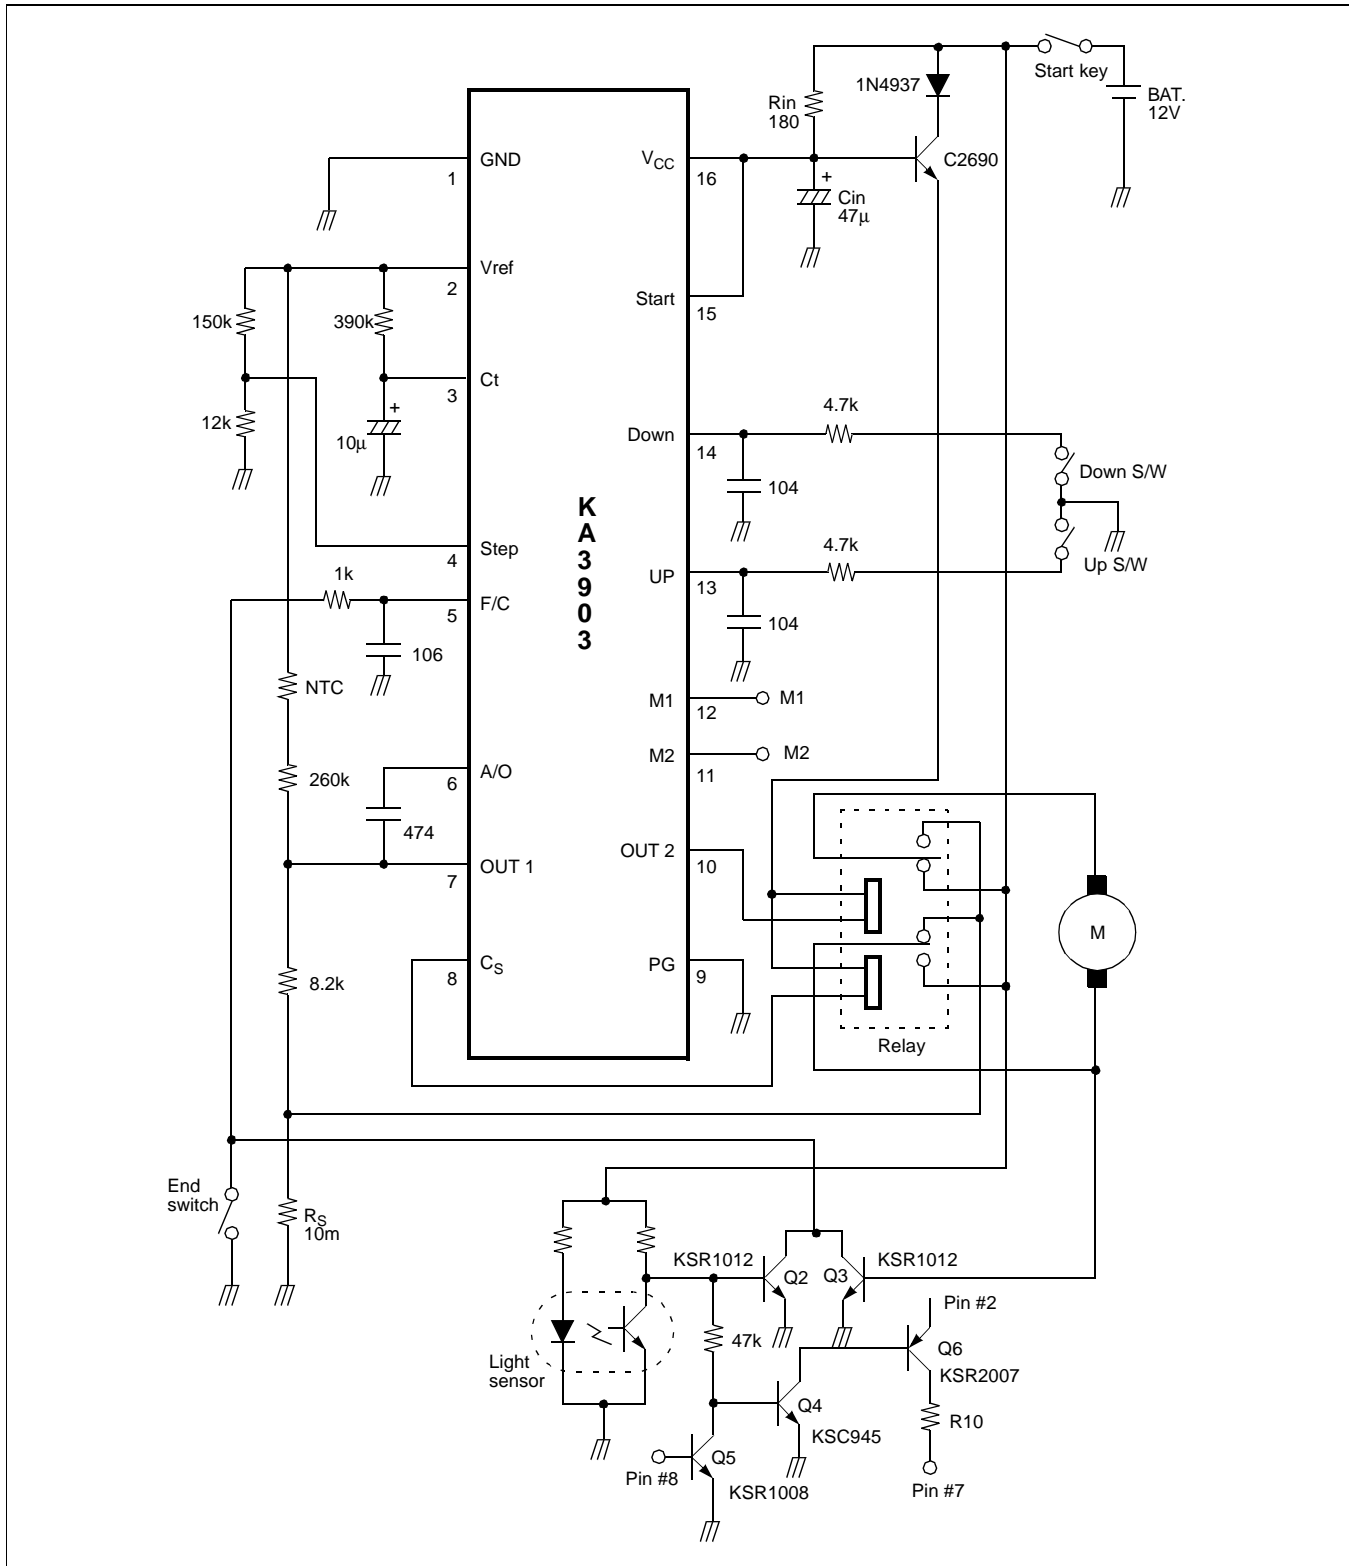 Start key
BAT.
12V
1N4937
Rin
180
GND
1
VCC
16
C2690
+
Cin
47µ
Vref
2
Start
15
150k
390k
Ct
3
+
12k
10µ
4.7k
Down
14
Down S/W
104
K
A
3
9
0
3
Step
4
4.7k
Up S/W
1k
UP
13
F/C
5
104
106
NTC
M1
12
M1
M2
11
M2
A/O
6
260k
474
OUT 1
7
OUT 2
10
M
CS
8
PG
9
8.2k
Relay
End
switch
RS
10m
KSR1012
Q2
Q3
KSR1012
Pin #2
47k
Q6
KSR2007
Light
sensor
Q4
KSC945
R10
Q5
Pin #8
KSR1008
Pin #7